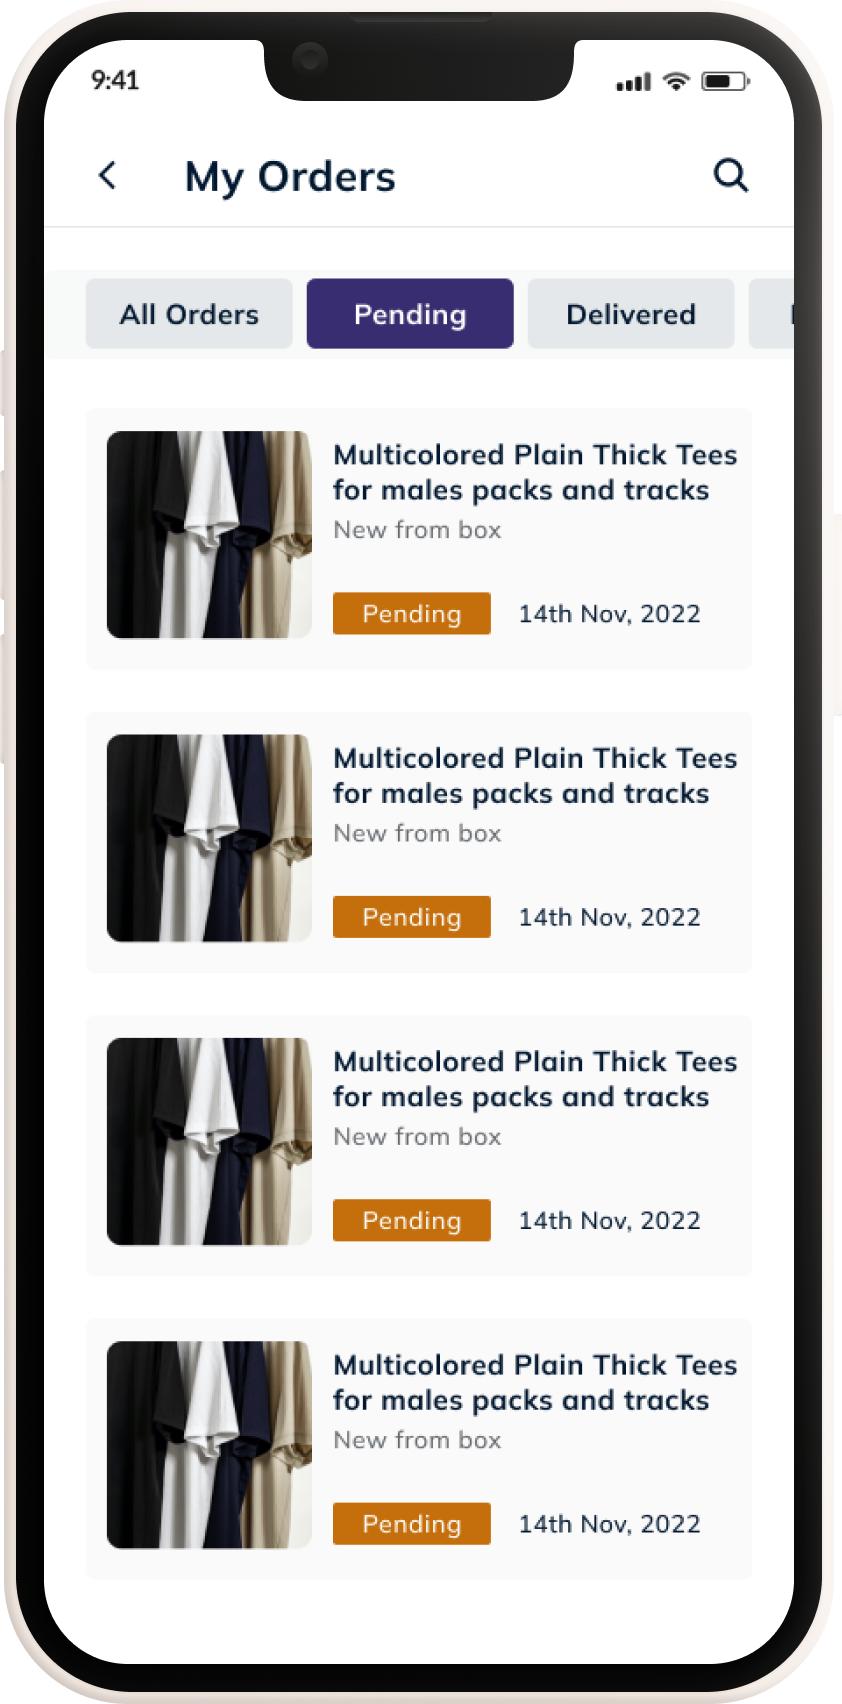 9:41
My Orders
All Orders
Pending
Delivered
Multicolored Plain Thick Tees
for males packs and tracks
New from box
Pending
14th Nov, 2022
Multicolored Plain Thick Tees
for males packs and tracks
New from box
Pending
14th Nov, 2022
Multicolored Plain Thick Tees
for males packs and tracks
New from box
Pending
14th Nov, 2022
Multicolored Plain Thick Tees
for males packs and tracks
New from box
Pending
14th Nov, 2022